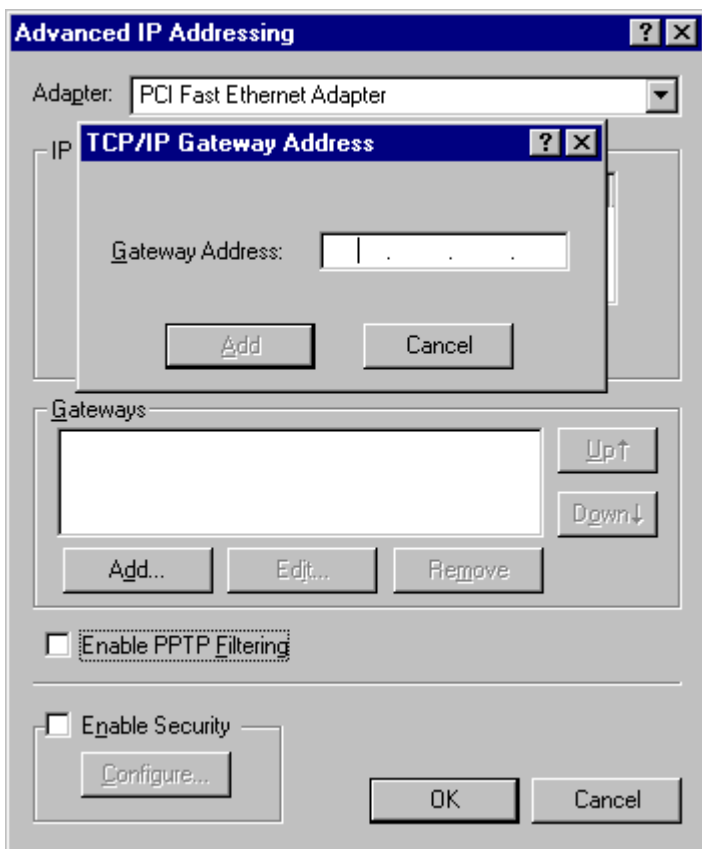 Advanced IP Addressing
Adapter: PCI Fast Ethernet Adapter
IP
TCP/IP Gateway Address
Gateway Address: . . .
Add
Cancel
Gateways
Up↑
Down↓
Add...
Edit...
Remove
Enable PPTP Filtering
Enable Security
Configure...
OK
Cancel